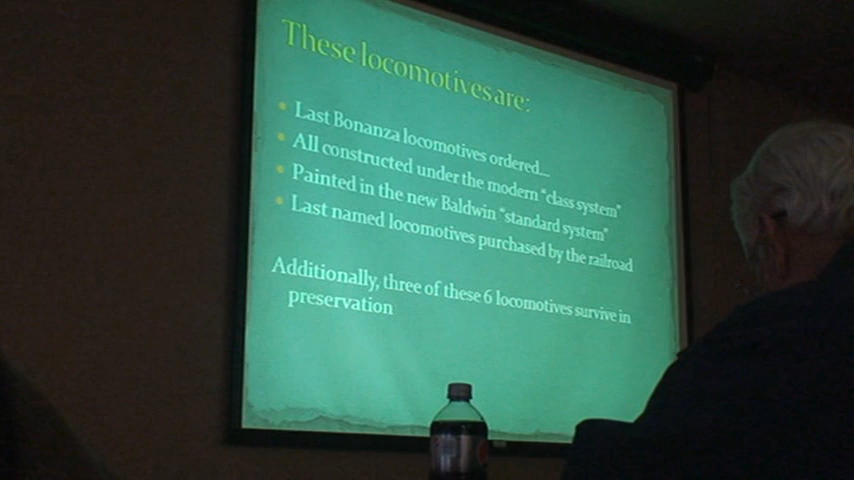 These locomotives are:
• Last Bonanza locomotives ordered...
• All constructed under the modern "class system"
• Painted in the new Baldwin "standard system"
• Last named locomotives purchased by the railroad
Additionally, three of these 6 locomotives survive in
preservation